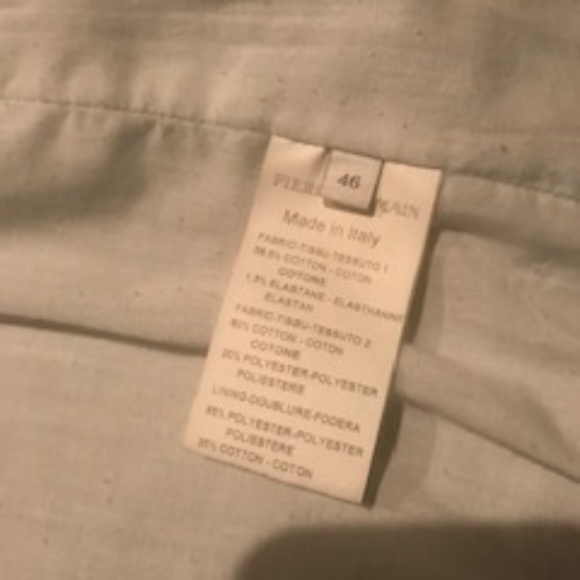 46
Made in Italy
FABRIC-TISSU-TESSUTO 1
98.5% COTTON - COTON
COTONE
1.5% ELASTANE - ELASTHANNE
ELASTAN
FABRIC-TISSU-TESSUTO 2
80% COTTON - COTON
COTONE
20% POLYESTER-POLYESTER
POLIESTERE
LINING-DOUBLURE-FODERA
65% POLYESTER-POLYESTER
POLIESTERE
35% COTTON - COTON